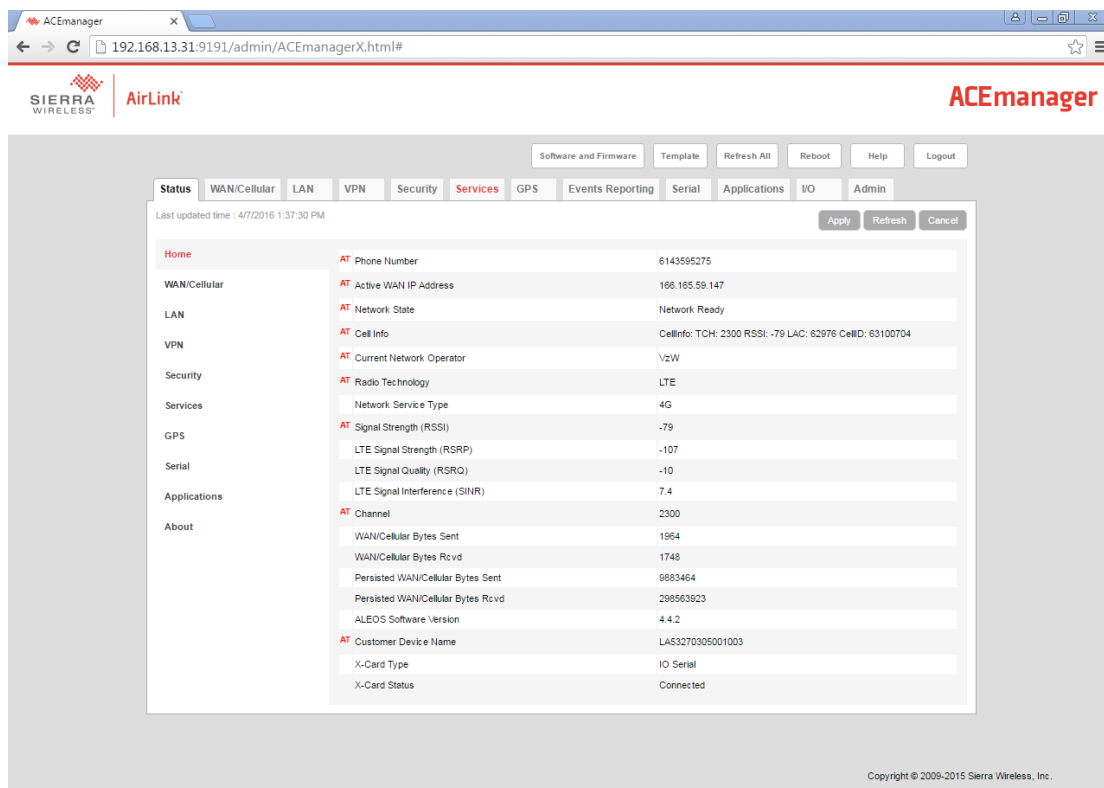 ACEmanager
192.168.13.31:9191/admin/ACEmanagerX.html#
SIERRA
WIRELESS™
AirLink™
ACEmanager
Software and Firmware Template Refresh All Reboot Help Logout
Status WAN/Cellular LAN VPN Security Services GPS Events Reporting Serial Applications I/O Admin
Last updated time : 4/7/2016 1:37:30 PM
Apply Refresh Cancel
Home
WAN/Cellular
LAN
VPN
Security
Services
GPS
Serial
Applications
About
AT Phone Number 6143595275
AT Active WAN IP Address 166.165.59.147
AT Network State Network Ready
AT Cell Info CellInfo: TCH: 2300 RSSI: -79 LAC: 62976 CellID: 63100704
AT Current Network Operator VzW
AT Radio Technology LTE
Network Service Type 4G
AT Signal Strength (RSSI) -79
LTE Signal Strength (RSRP) -107
LTE Signal Quality (RSRQ) -10
LTE Signal Interference (SINR) 7.4
AT Channel 2300
WAN/Cellular Bytes Sent 1964
WAN/Cellular Bytes Rcvd 1748
Persisted WAN/Cellular Bytes Sent 9883464
Persisted WAN/Cellular Bytes Rcvd 298563923
ALEOS Software Version 4.4.2
AT Customer Device Name LA53270305001003
X-Card Type IO Serial
X-Card Status Connected
Copyright © 2009-2015 Sierra Wireless, Inc.